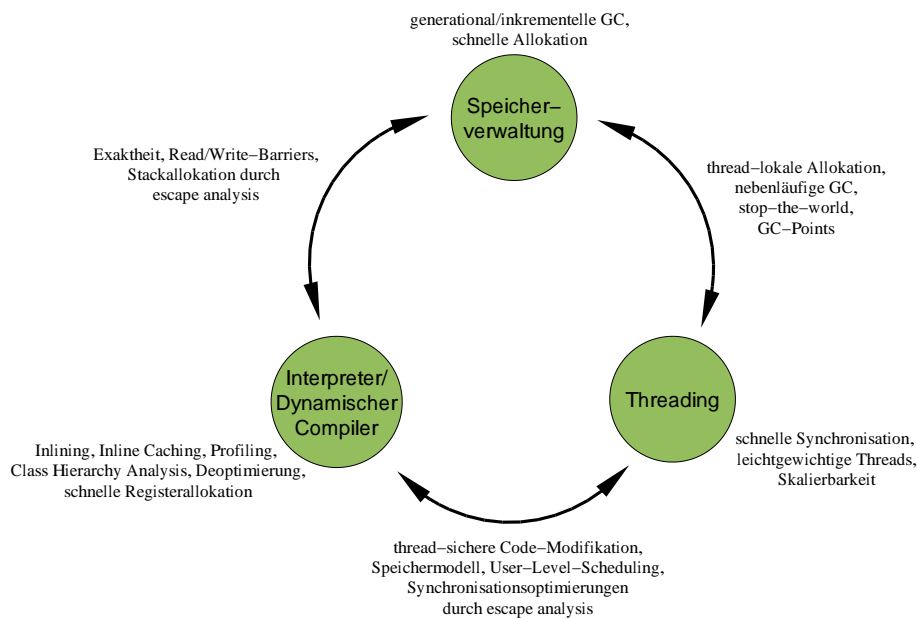 generational/inkrementelle GC,
schnelle Allokation
Speicher–
verwaltung
Exaktheit, Read/Write–Barriers,
Stackallokation durch
escape analysis
thread–lokale Allokation,
nebenläufige GC,
stop–the–world,
GC–Points
Interpreter/
Dynamischer
Compiler
Threading
Inlining, Inline Caching, Profiling,
Class Hierarchy Analysis, Deoptimierung,
schnelle Registerallokation
schnelle Synchronisation,
leichtgewichtige Threads,
Skalierbarkeit
thread–sichere Code–Modifikation,
Speichermodell, User–Level–Scheduling,
Synchronisationsoptimierungen
durch escape analysis